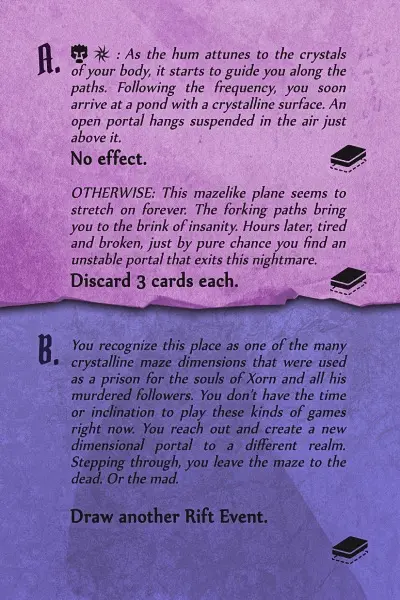 A. : As the hum attunes to the crystals
of your body, it starts to guide you along the
paths. Following the frequency, you soon
arrive at a pond with a crystalline surface. An
open portal hangs suspended in the air just
above it.
No effect.
OTHERWISE: This mazelike plane seems to
stretch on forever. The forking paths bring
you to the brink of insanity. Hours later, tired
and broken, just by pure chance you find an
unstable portal that exits this nightmare.
Discard 3 cards each.
B. You recognize this place as one of the many
crystalline maze dimensions that were used
as a prison for the souls of Xorn and all his
murdered followers. You don't have the time
or inclination to play these kinds of games
right now. You reach out and create a new
dimensional portal to a different realm.
Stepping through, you leave the maze to the
dead. Or the mad.
Draw another Rift Event.